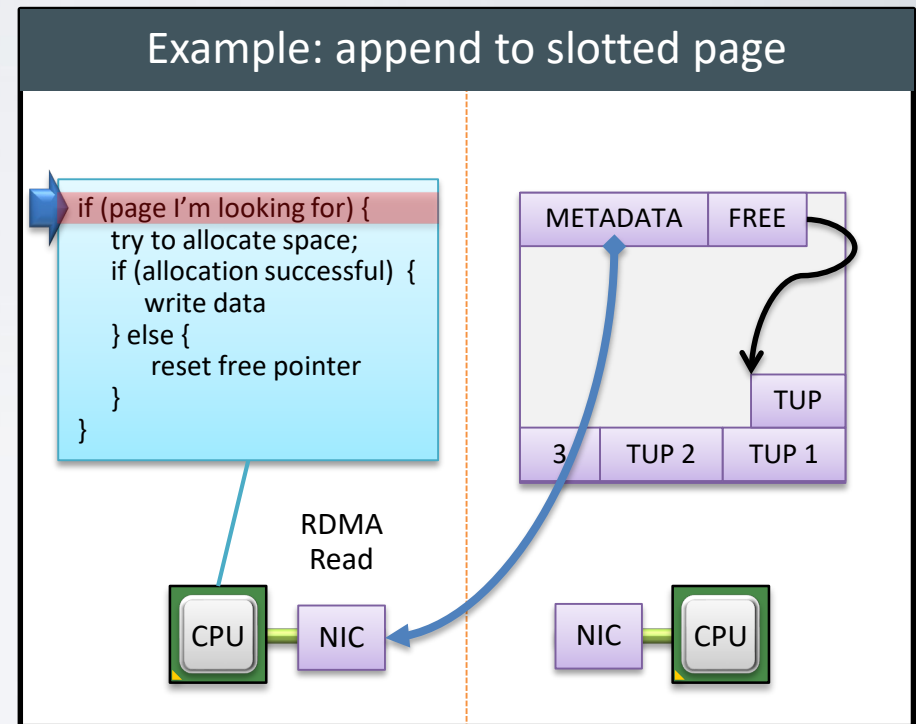 Example: append to slotted page
if (page I’m looking for) {
try to allocate space;
if (allocation successful) {
write data
} else {
reset free pointer
}
}
METADATA
FREE
TUP
3
TUP 2
TUP 1
RDMA
Read
CPU
NIC
NIC
CPU